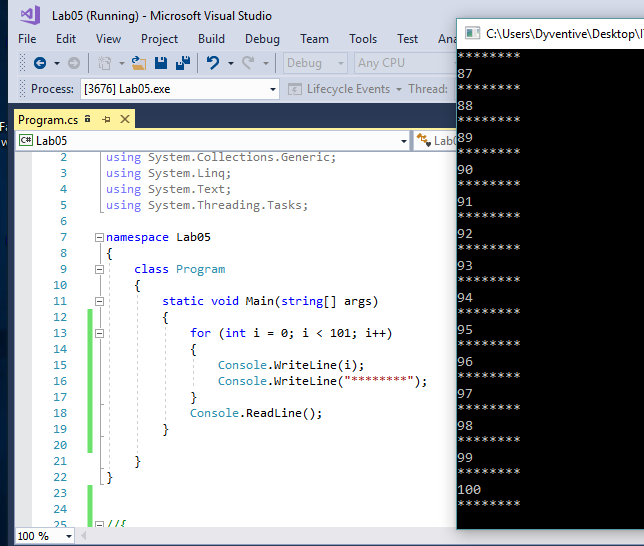 Lab05 (Running) - Microsoft Visual Studio
File Edit View Project Build Debug Team Tools Test
Debug Any CPU
Process: [3676] Lab05.exe Lifecycle Events Thread:
Program.cs
C# Lab05
2 using System.Collections.Generic;
3 using System.Linq;
4 using System.Text;
5 using System.Threading.Tasks;
6
7 namespace Lab05
8 {
9 class Program
10 {
11 static void Main(string[] args)
12 {
13 for (int i = 0; i < 101; i++)
14 {
15 Console.WriteLine(i);
16 Console.WriteLine("********");
17 }
18 Console.ReadLine();
19 }
20
21 }
22 }
23
24
25 //{
100 %
C:\Users\Dyventive\Desktop\
********
87
********
88
********
89
********
90
********
91
********
92
********
93
********
94
********
95
********
96
********
97
********
98
********
99
********
100
********